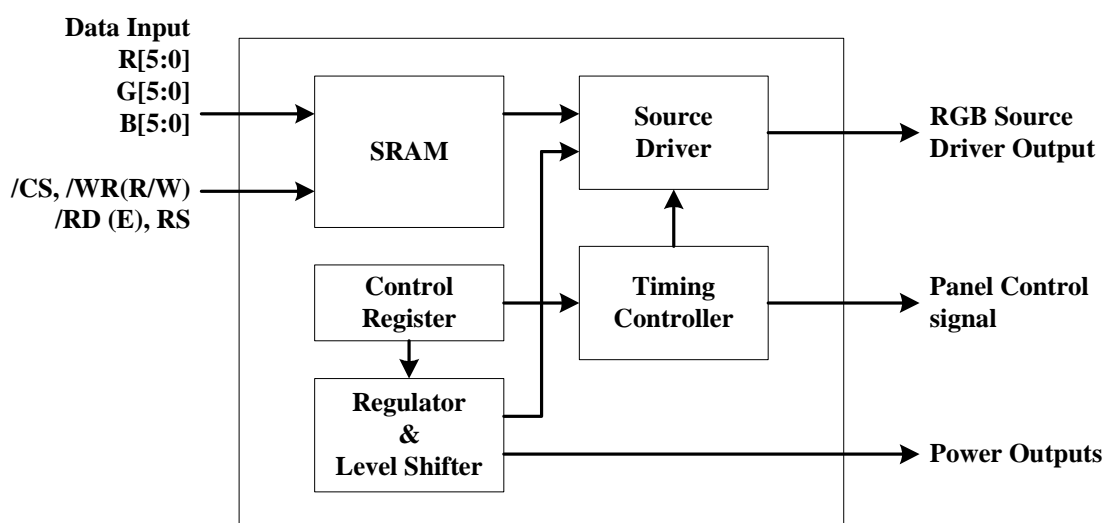 Data Input
R[5:0]
G[5:0]
B[5:0]
/CS, /WR(R/W)
/RD (E), RS
SRAM
Source
Driver
RGB Source
Driver Output
Control
Register
Timing
Controller
Panel Control
signal
Regulator
&
Level Shifter
Power Outputs